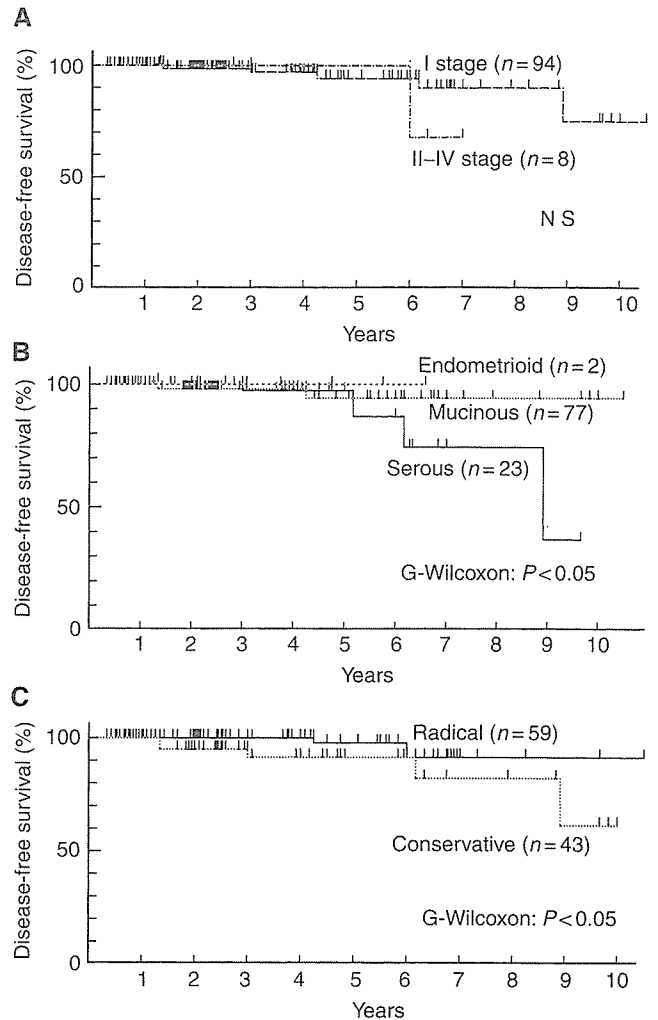 A
Disease-free survival (%)
100
50
0
I stage (n=94)
II–IV stage (n=8)
N S
1 2 3 4 5 6 7 8 9 10
Years
B
Disease-free survival (%)
100
50
0
Endometrioid (n=2)
Mucinous (n=77)
Serous (n=23)
G-Wilcoxon: P<0.05
1 2 3 4 5 6 7 8 9 10
Years
C
Disease-free survival (%)
100
50
0
Radical (n=59)
Conservative (n=43)
G-Wilcoxon: P<0.05
1 2 3 4 5 6 7 8 9 10
Years